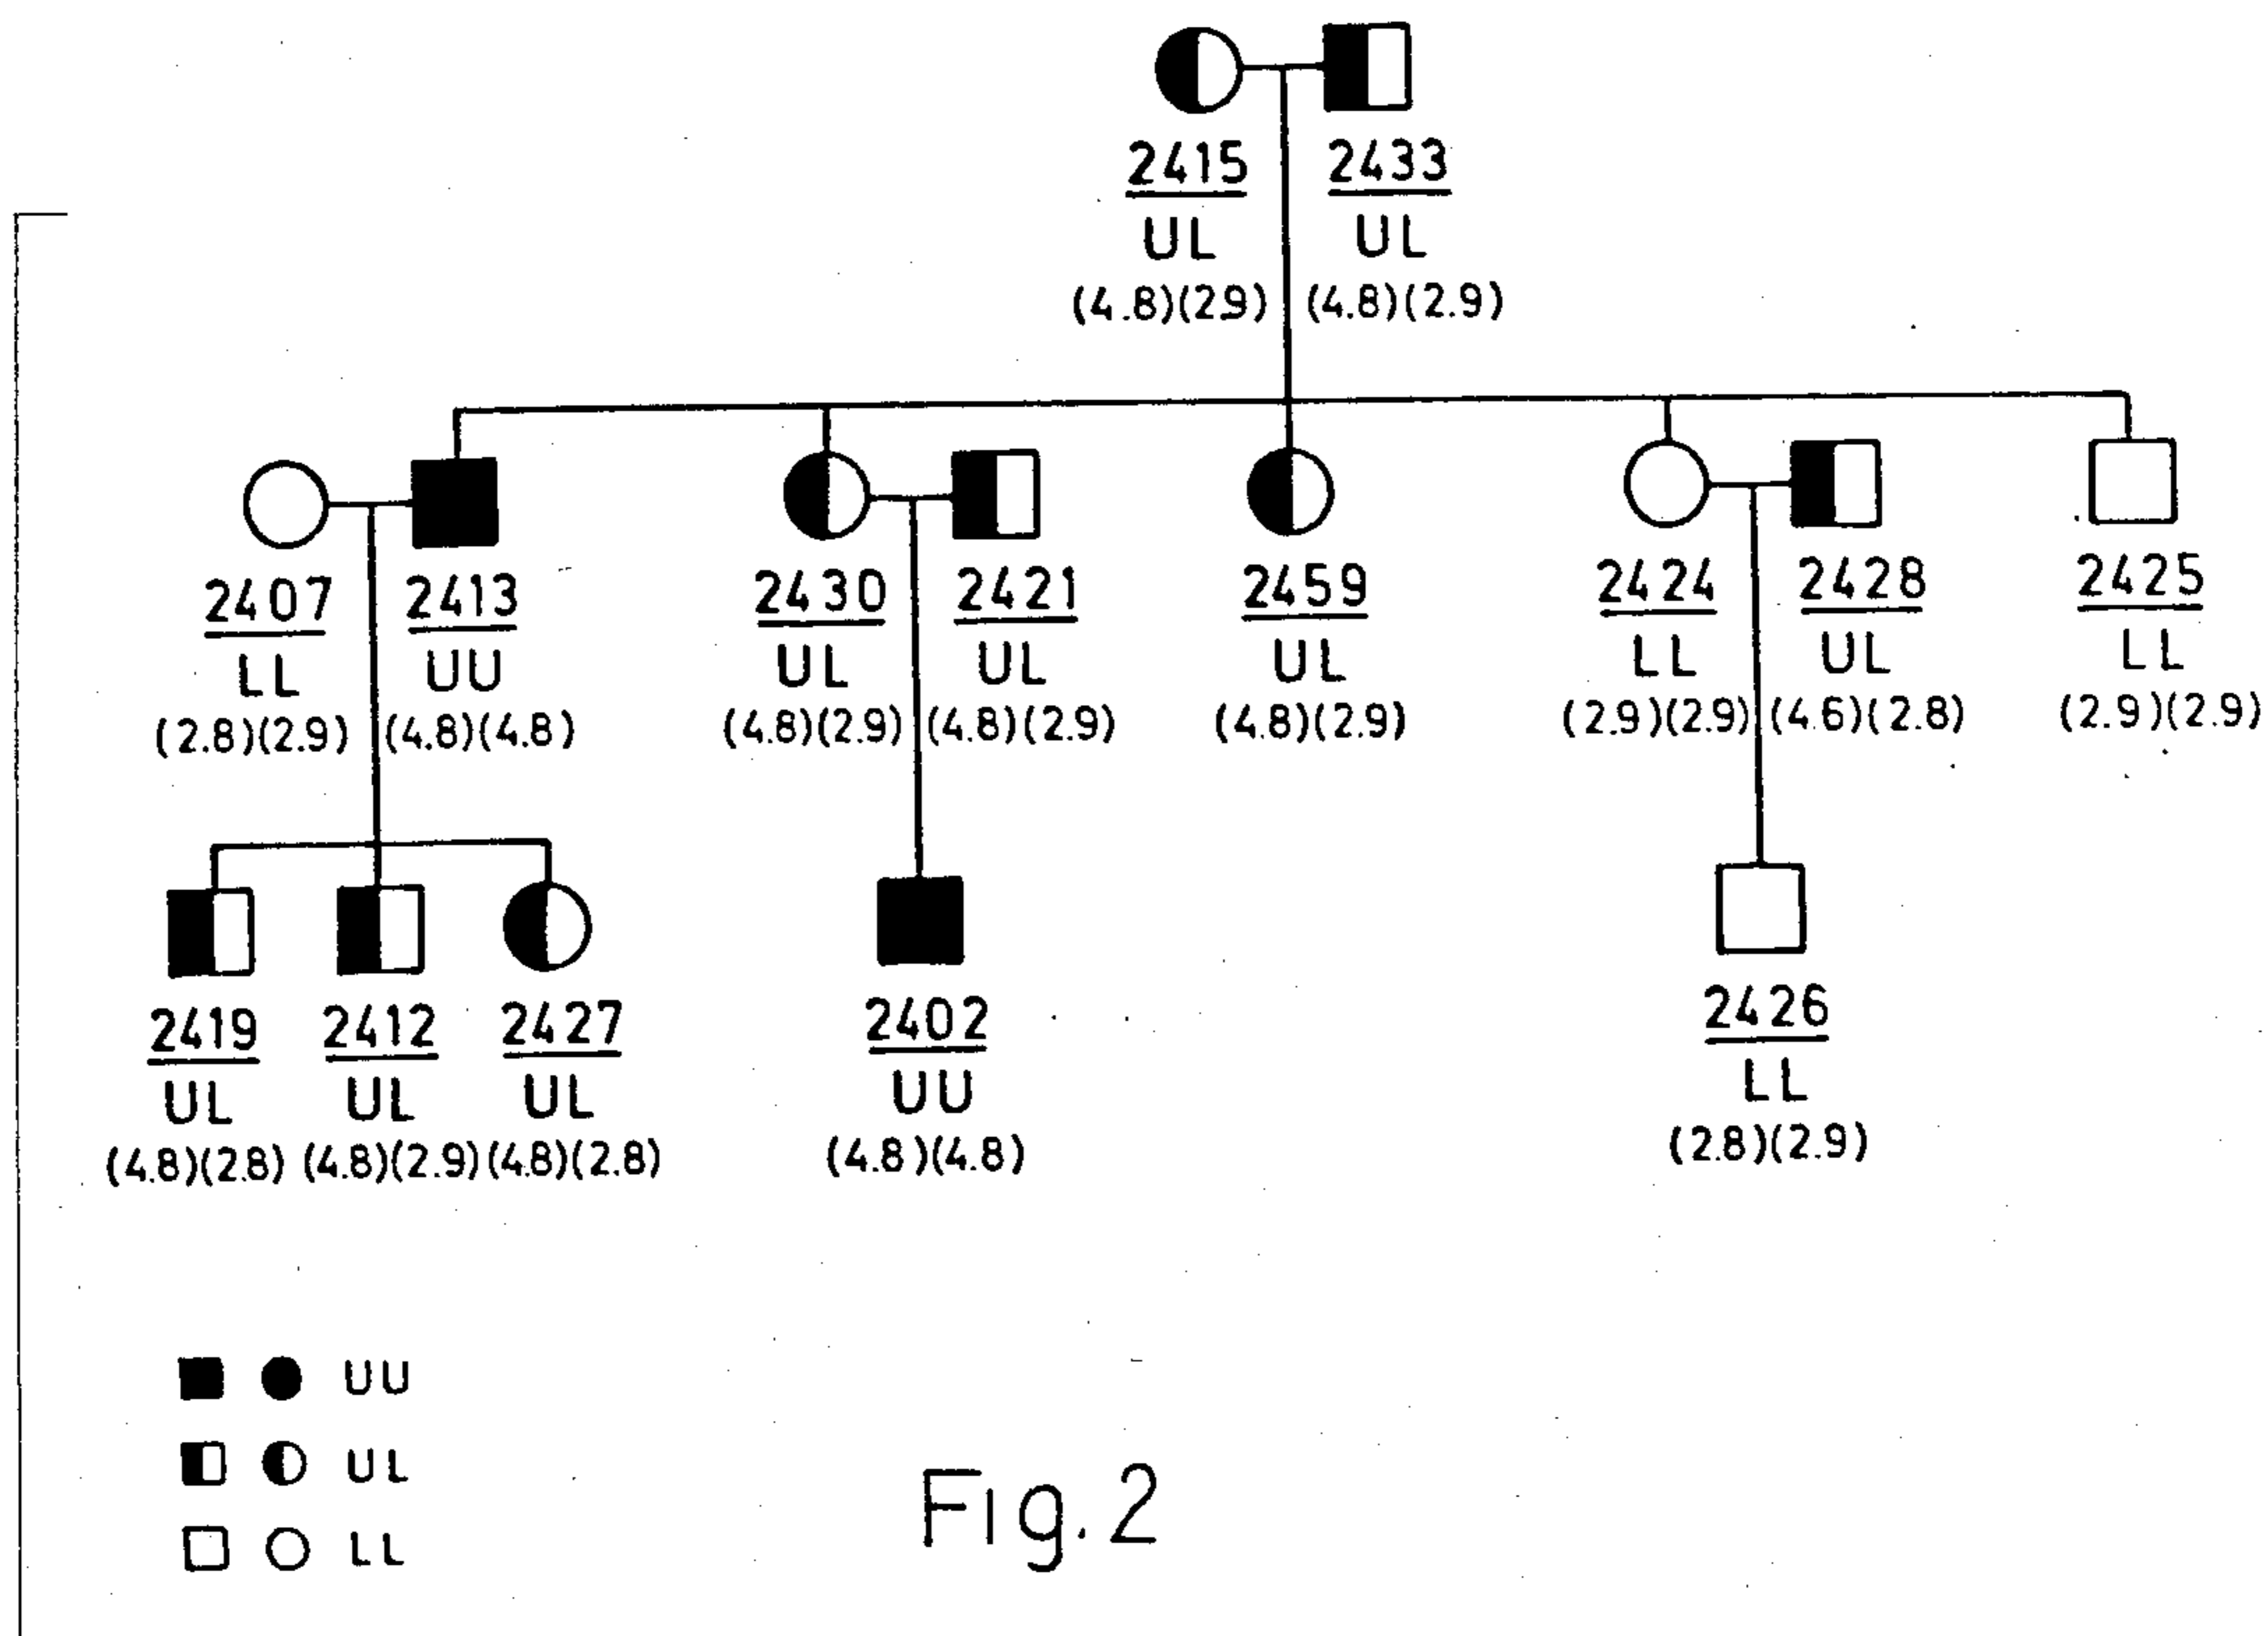 2415 2433
UL UL
(4.8)(2.9) (4.8)(2.9)
2407 2413 2430 2421 2459 2424 2428 2425
LL UU UL UL UL LL UL LL
(2.8)(2.9) (4.8)(4.8) (4.8)(2.9) (4.8)(2.9) (4.8)(2.9) (2.9)(2.9) (4.6)(2.8) (2.9)(2.9)
2419 2412 2427 2402 2426
UL UL UL UU LL
(4.8)(2.8) (4.8)(2.9) (4.8)(2.8) (4.8)(4.8) (2.8)(2.9)
UU
UL
LL
Fig. 2